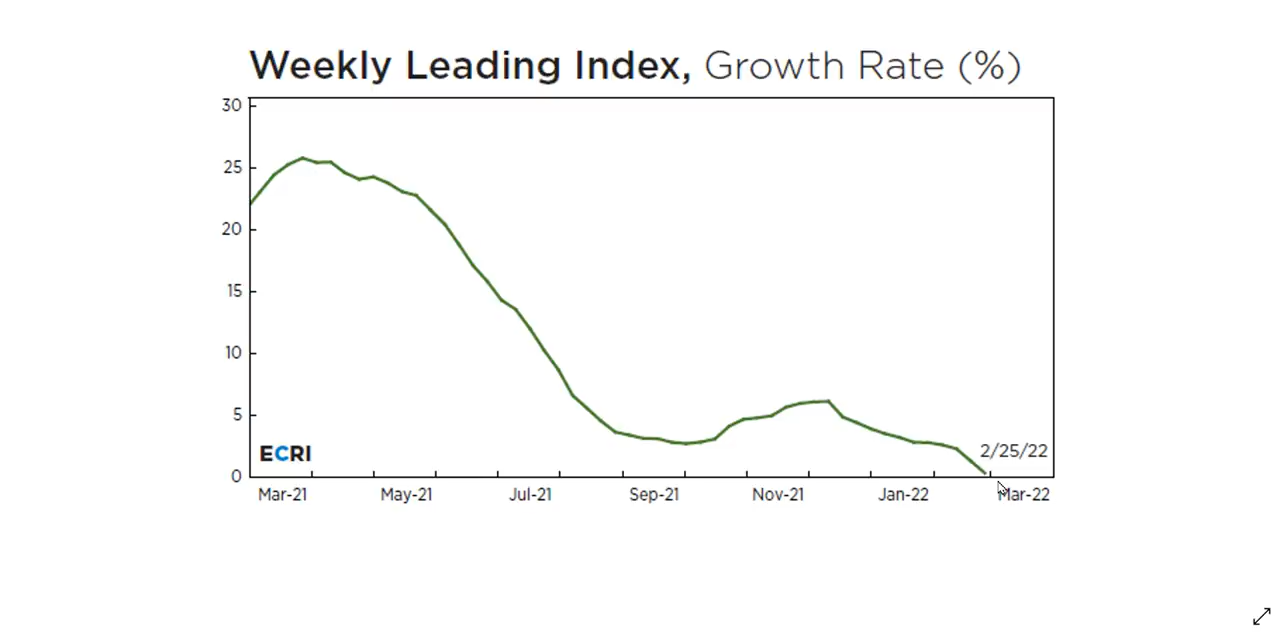 Weekly Leading Index, Growth Rate (%)
30
25
20
15
10
5
0
ECRI
2/25/22
Mar-21 May-21 Jul-21 Sep-21 Nov-21 Jan-22 Mar-22